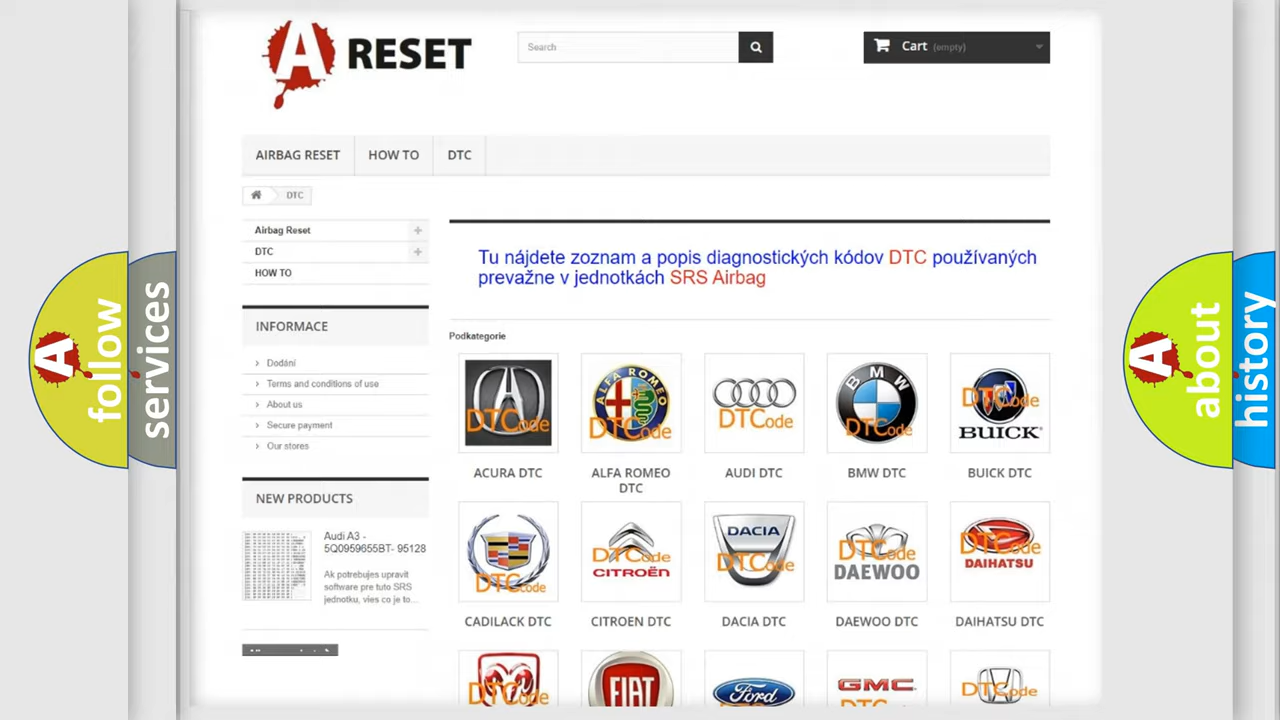 A RESET
Search
Cart (empty)
AIRBAG RESET
HOW TO
DTC
DTC
Airbag Reset
DTC
HOW TO
INFORMACE
Dodání
Terms and conditions of use
About us
Secure payment
Our stores
NEW PRODUCTS
Audi A3 -
5Q0959655BT- 95128
Ak potrebujes upravit
software pre tuto SRS
jednotku, vies co je to...
Tu nájdete zoznam a popis diagnostických kódov DTC používaných
prevažne v jednotkách SRS Airbag
Podkategorie
DTCode
ALFA ROMEO
DTCode
DTCode
BMW
DTCode
DTCode
BUICK
ACURA DTC
ALFA ROMEO
DTC
AUDI DTC
BMW DTC
BUICK DTC
DTCode
DTCode
CITROËN
DACIA
DTCode
DTCode
DAEWOO
DTCode
DAIHATSU
CADILACK DTC
CITROEN DTC
DACIA DTC
DAEWOO DTC
DAIHATSU DTC
DTCode
FIAT
Ford
GMC
DTCode
A follow
services
A about
history